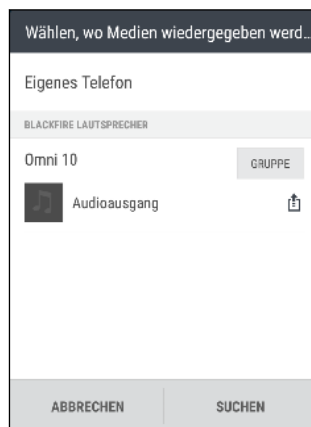 Wählen, wo Medien wiedergegeben werd...
Eigenes Telefon
BLACKFIRE LAUTSPRECHER
Omni 10
GRUPPE
Audioausgang
ABBRECHEN
SUCHEN